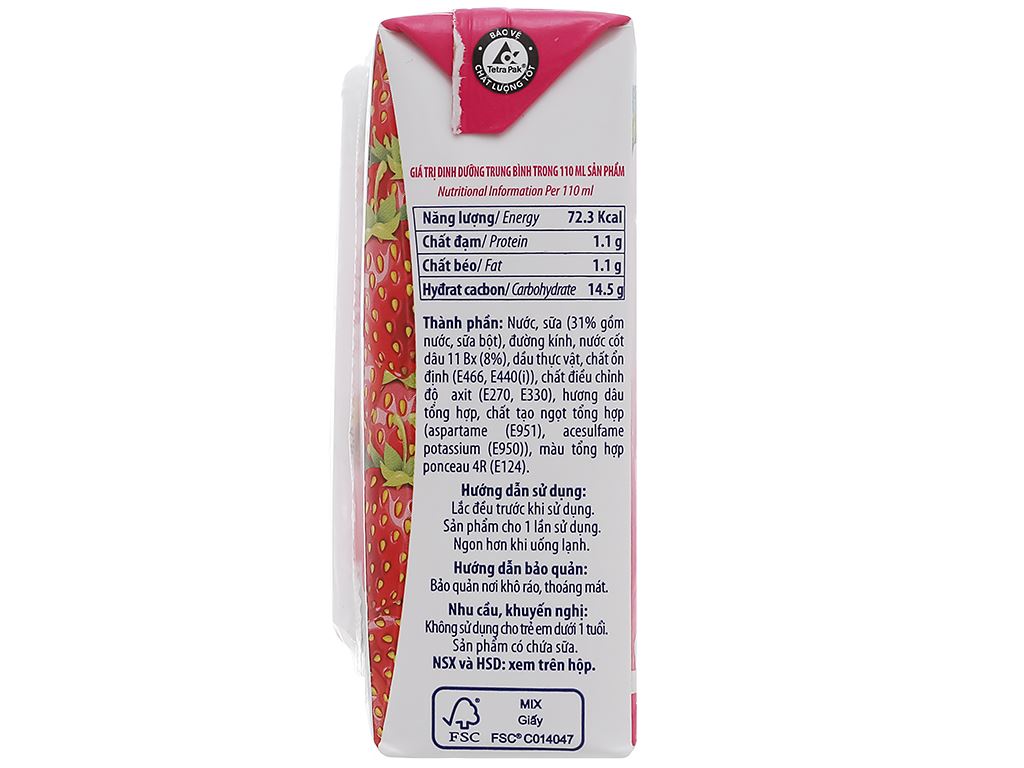 BẢO VỆ
Tetra Pak®
CHẤT LƯỢNG TỐT
GIÁ TRỊ DINH DƯỠNG TRUNG BÌNH TRONG 110 ML SẢN PHẨM
Nutritional Information Per 110 ml
Năng lượng/ Energy 72.3 Kcal
Chất đạm/ Protein 1.1 g
Chất béo/ Fat 1.1 g
Hyđrat cacbon/ Carbohydrate 14.5 g
Thành phần: Nước, sữa (31% gồm
nước, sữa bột), đường kính, nước cốt
dâu 11 Bx (8%), dầu thực vật, chất ổn
định (E466, E440(i)), chất điều chỉnh
độ axit (E270, E330), hương dâu
tổng hợp, chất tạo ngọt tổng hợp
(aspartame (E951), acesulfame
potassium (E950)), màu tổng hợp
ponceau 4R (E124).
Hướng dẫn sử dụng:
Lắc đều trước khi sử dụng.
Sản phẩm cho 1 lần sử dụng.
Ngon hơn khi uống lạnh.
Hướng dẫn bảo quản:
Bảo quản nơi khô ráo, thoáng mát.
Nhu cầu, khuyến nghị:
Không sử dụng cho trẻ em dưới 1 tuổi.
Sản phẩm có chứa sữa.
NSX và HSD: xem trên hộp.
FSC
MIX
Giấy
FSC® C014047